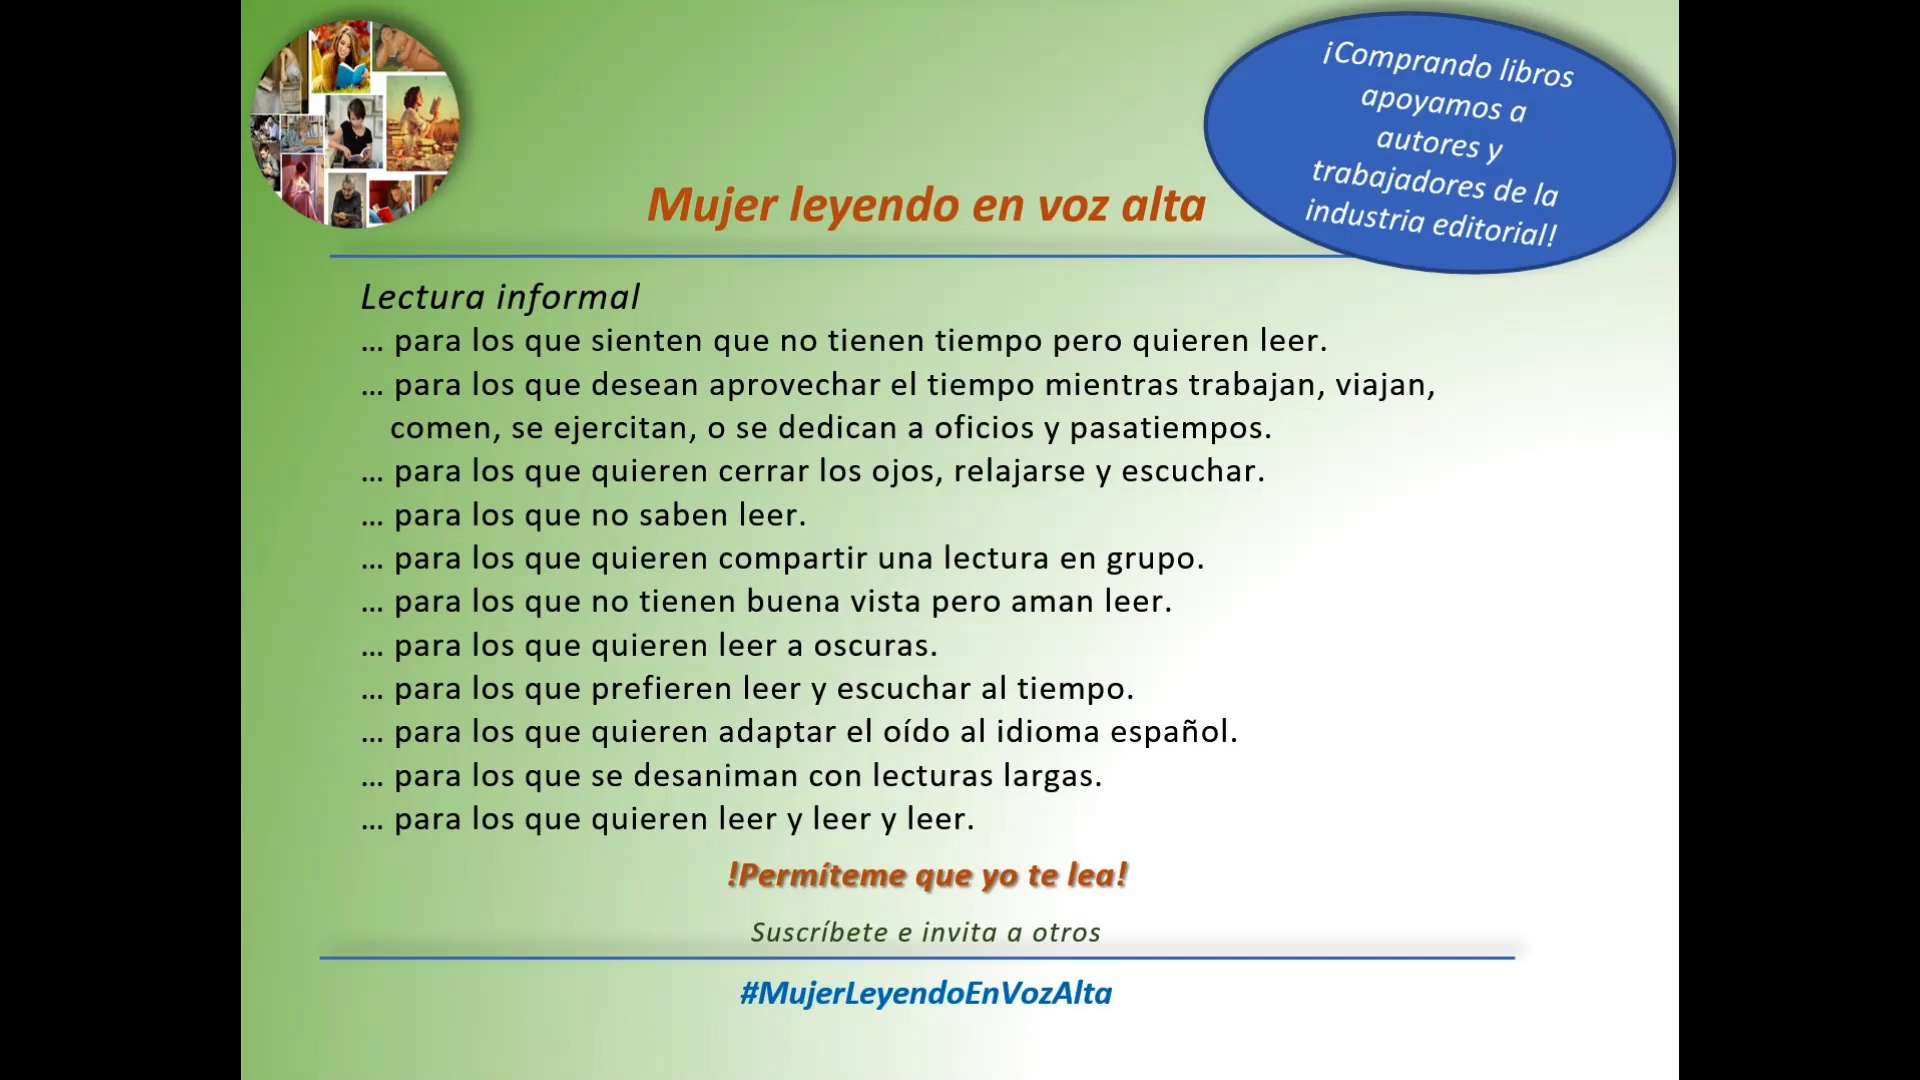 ¡Comprando libros
apoyamos a
autores y
trabajadores de la
industria editorial!
Mujer leyendo en voz alta
Lectura informal
... para los que sienten que no tienen tiempo pero quieren leer.
... para los que desean aprovechar el tiempo mientras trabajan, viajan,
comen, se ejercitan, o se dedican a oficios y pasatiempos.
... para los que quieren cerrar los ojos, relajarse y escuchar.
... para los que no saben leer.
... para los que quieren compartir una lectura en grupo.
... para los que no tienen buena vista pero aman leer.
... para los que quieren leer a oscuras.
... para los que prefieren leer y escuchar al tiempo.
... para los que quieren adaptar el oído al idioma español.
... para los que se desaniman con lecturas largas.
... para los que quieren leer y leer y leer.
!Permíteme que yo te lea!
Suscríbete e invita a otros
#MujerLeyendoEnVozAlta